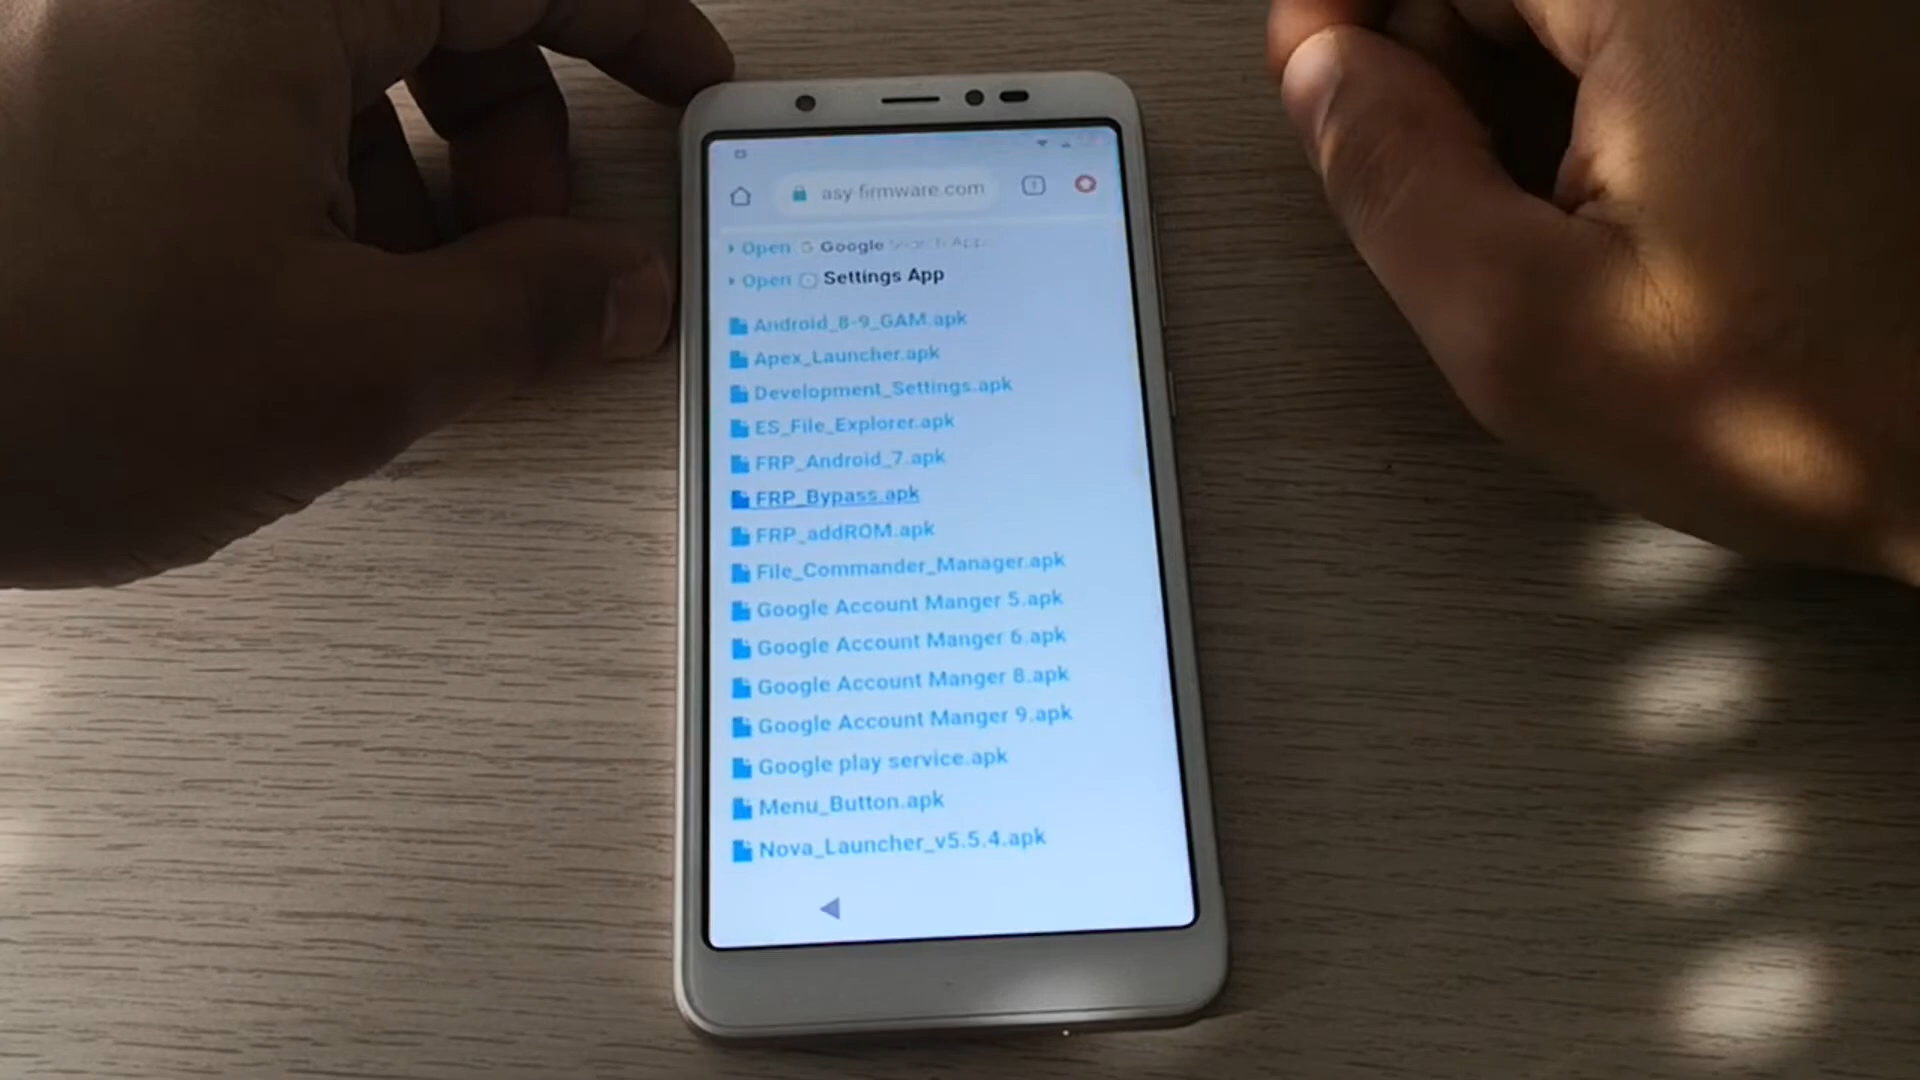 asy-firmware.com
Open Google Search App
Open Settings App
Android_8-9_GAM.apk
Apex_Launcher.apk
Development_Settings.apk
ES_File_Explorer.apk
FRP_Android_7.apk
FRP_Bypass.apk
FRP_addROM.apk
File_Commander_Manager.apk
Google Account Manger 5.apk
Google Account Manger 6.apk
Google Account Manger 8.apk
Google Account Manger 9.apk
Google play service.apk
Menu_Button.apk
Nova_Launcher_v5.5.4.apk